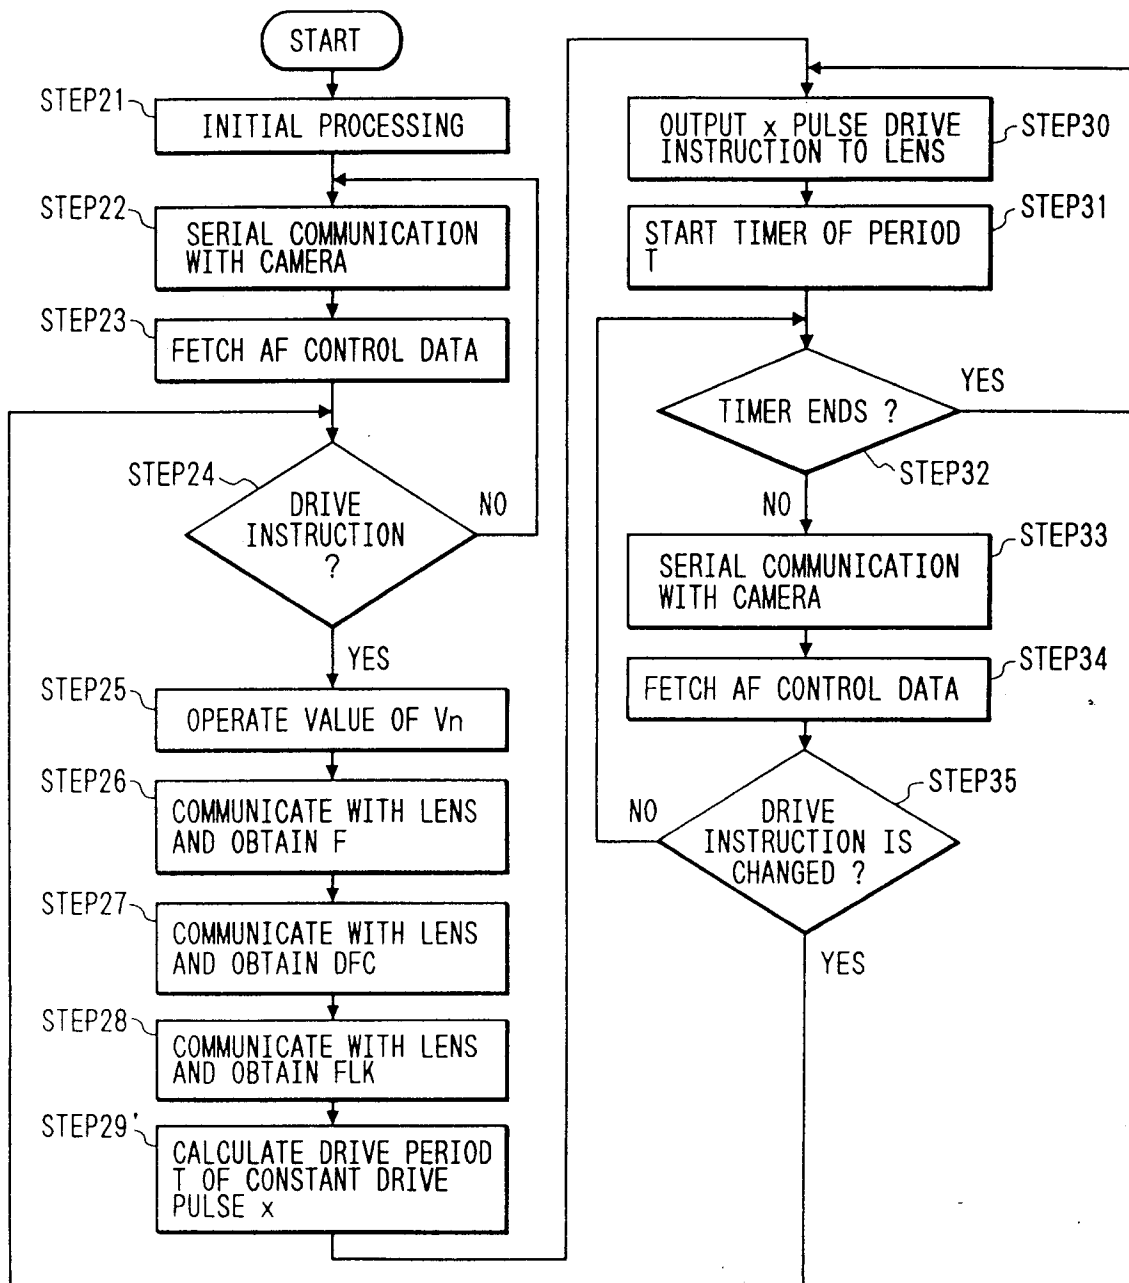 START
STEP21
INITIAL PROCESSING
STEP22
SERIAL COMMUNICATION
WITH CAMERA
STEP23
FETCH AF CONTROL DATA
STEP24
DRIVE
INSTRUCTION
?
NO
YES
STEP25
OPERATE VALUE OF Vn
STEP26
COMMUNICATE WITH LENS
AND OBTAIN F
STEP27
COMMUNICATE WITH LENS
AND OBTAIN DFC
STEP28
COMMUNICATE WITH LENS
AND OBTAIN FLK
STEP29'
CALCULATE DRIVE PERIOD
T OF CONSTANT DRIVE
PULSE x
OUTPUT x PULSE DRIVE
INSTRUCTION TO LENS
STEP30
START TIMER OF PERIOD
T
STEP31
TIMER ENDS ?
YES
STEP32
NO
SERIAL COMMUNICATION
WITH CAMERA
STEP33
FETCH AF CONTROL DATA
STEP34
DRIVE
INSTRUCTION IS
CHANGED ?
STEP35
NO
YES